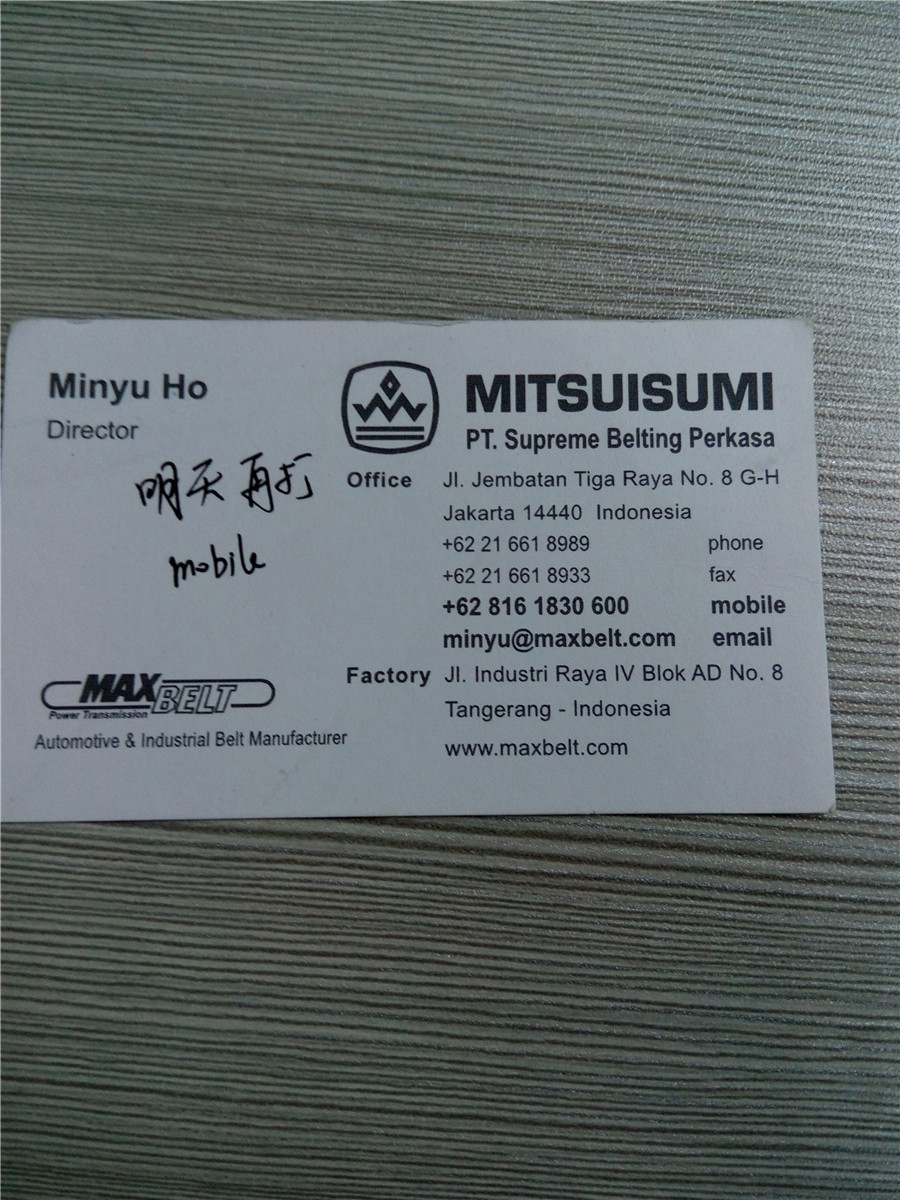 Minyu Ho
Director
明天再打
mobile
MAXBELT
Power Transmission
Automotive & Industrial Belt Manufacturer
MITSUISUMI
PT. Supreme Belting Perkasa
Office Jl. Jembatan Tiga Raya No. 8 G-H
Jakarta 14440 Indonesia
+62 21 661 8989 phone
+62 21 661 8933 fax
+62 816 1830 600 mobile
minyu@maxbelt.com email
Factory Jl. Industri Raya IV Blok AD No. 8
Tangerang - Indonesia
www.maxbelt.com